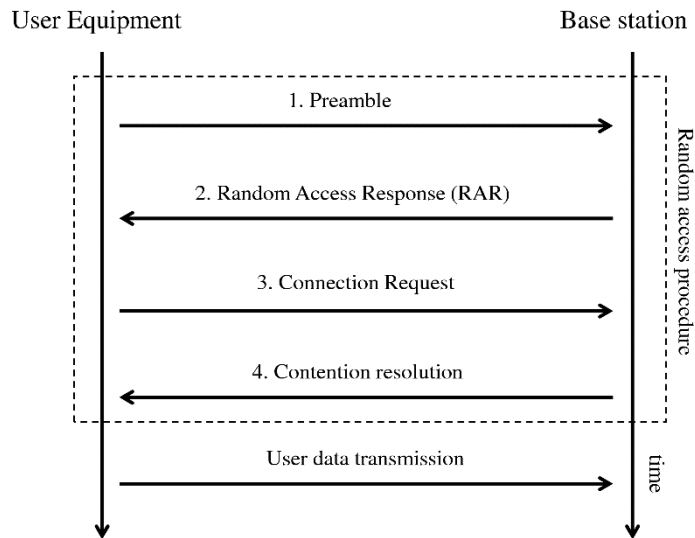 User Equipment
Base station
1. Preamble
2. Random Access Response (RAR)
3. Connection Request
4. Contention resolution
Random access procedure
User data transmission
time